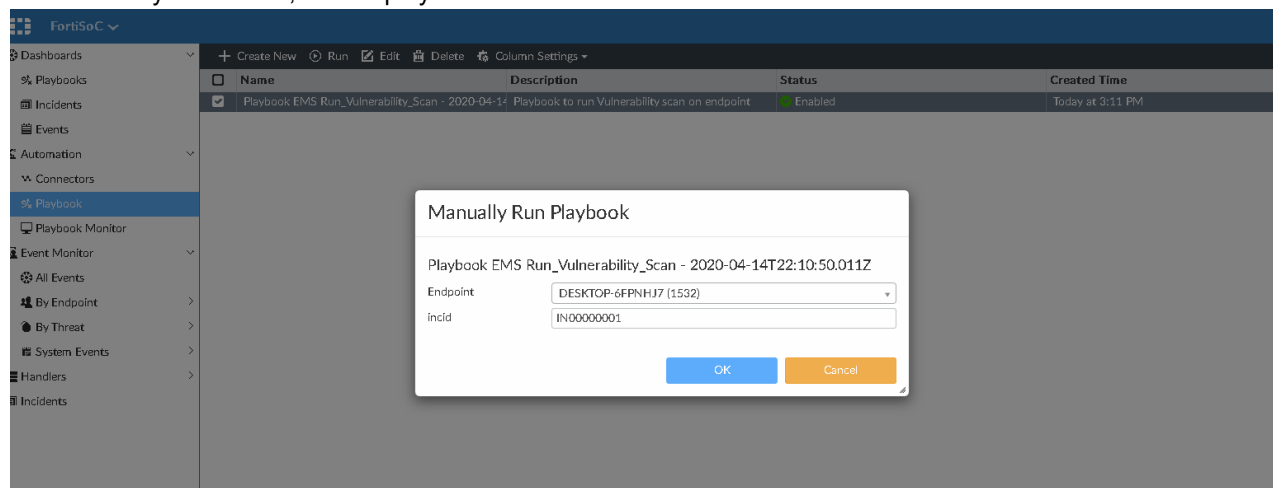 FortiSoC
Dashboards
Playbooks
Incidents
Events
Automation
Connectors
Playbook
Playbook Monitor
Event Monitor
All Events
By Endpoint
By Threat
System Events
Handlers
Incidents
Create New Run Edit Delete Column Settings
Name Description Status Created Time
Playbook EMS Run_Vulnerability_Scan - 2020-04-14 Playbook to run Vulnerability scan on endpoint Enabled Today at 3:11 PM
Manually Run Playbook
Playbook EMS Run_Vulnerability_Scan - 2020-04-14T22:10:50.011Z
Endpoint DESKTOP-6FPNHJ7 (1532)
incid IN00000001
OK Cancel